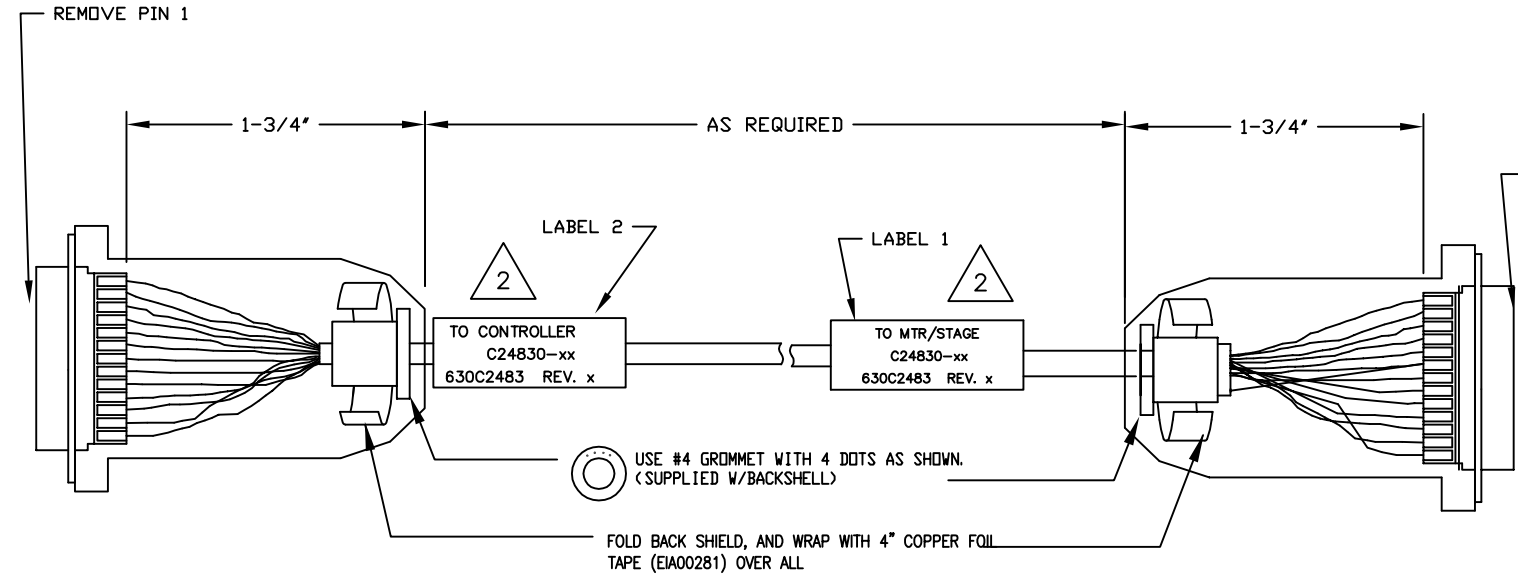 REMOVE PIN 1
1-3/4"
AS REQUIRED
1-3/4"
LABEL 2
2
LABEL 1
2
TO CONTROLLER
C24830-xx
630C2483 REV. x
TO MTR/STAGE
C24830-xx
630C2483 REV. x
USE #4 GROMMET WITH 4 DOTS AS SHOWN.
(SUPPLIED W/BACKSHELL)
FOLD BACK SHIELD, AND WRAP WITH 4" COPPER FOIL
TAPE (EIA00281) OVER ALL